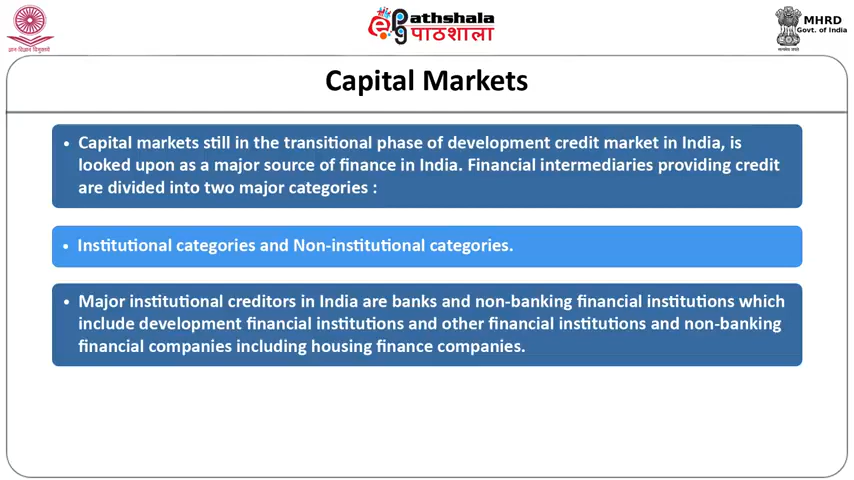 ePGpathshala
पाठशाला
MHRD
Govt. of India
Capital Markets
• Capital markets still in the transitional phase of development credit market in India, is
looked upon as a major source of finance in India. Financial intermediaries providing credit
are divided into two major categories :
• Institutional categories and Non-institutional categories.
• Major institutional creditors in India are banks and non-banking financial institutions which
include development financial institutions and other financial institutions and non-banking
financial companies including housing finance companies.